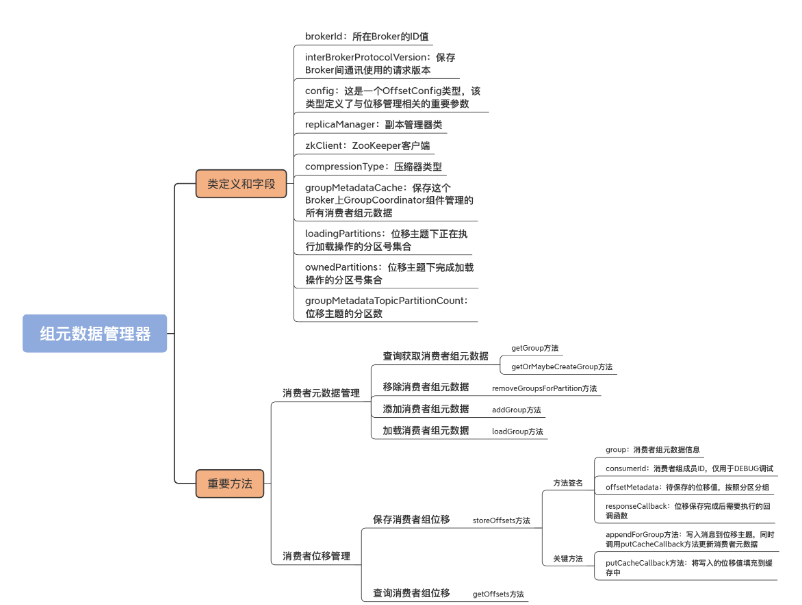 brokerId：所在Broker的ID值
interBrokerProtocolVersion：保存
Broker间通讯使用的请求版本
config：这是一个OffsetConfig类型，该
类型定义了与位移管理相关的重要参数
replicaManager：副本管理器类
zkClient：ZooKeeper客户端
compressionType：压缩器类型
类定义和字段
groupMetadataCache：保存这个
Broker上GroupCoordinator组件管理的
所有消费者组元数据
loadingPartitions：位移主题下正在执
行加载操作的分区号集合
ownedPartitions：位移主题下完成加载
操作的分区号集合
groupMetadataTopicPartitionCount：
位移主题的分区数
组元数据管理器
查询获取消费者组元数据
getGroup方法
getOrMaybeCreateGroup方法
消费者元数据管理
移除消费者组元数据
removeGroupsForPartition方法
添加消费者组元数据
addGroup方法
加载消费者组元数据
loadGroup方法
重要方法
group：消费者组元数据信息
consumerId：消费者组成员ID，仅用于DEBUG调试
方法签名
offsetMetadata：待保存的位移值，按照分区分组
responseCallback：位移保存完成后需要执行的回
调函数
保存消费者组位移
storeOffsets方法
appendForGroup方法：写入消息到位移主题，同时
调用putCacheCallback方法更新消费者元数据
消费者位移管理
关键方法
putCacheCallback方法：将写入的位移值填充到缓
存中
查询消费者组位移
getOffsets方法